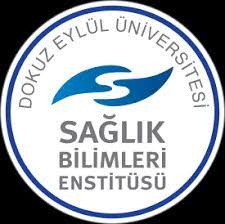 DOKUZ EYLÜL ÜNİVERSİTESİ
SAĞLIK
BİLİMLERİ
ENSTİTÜSÜ